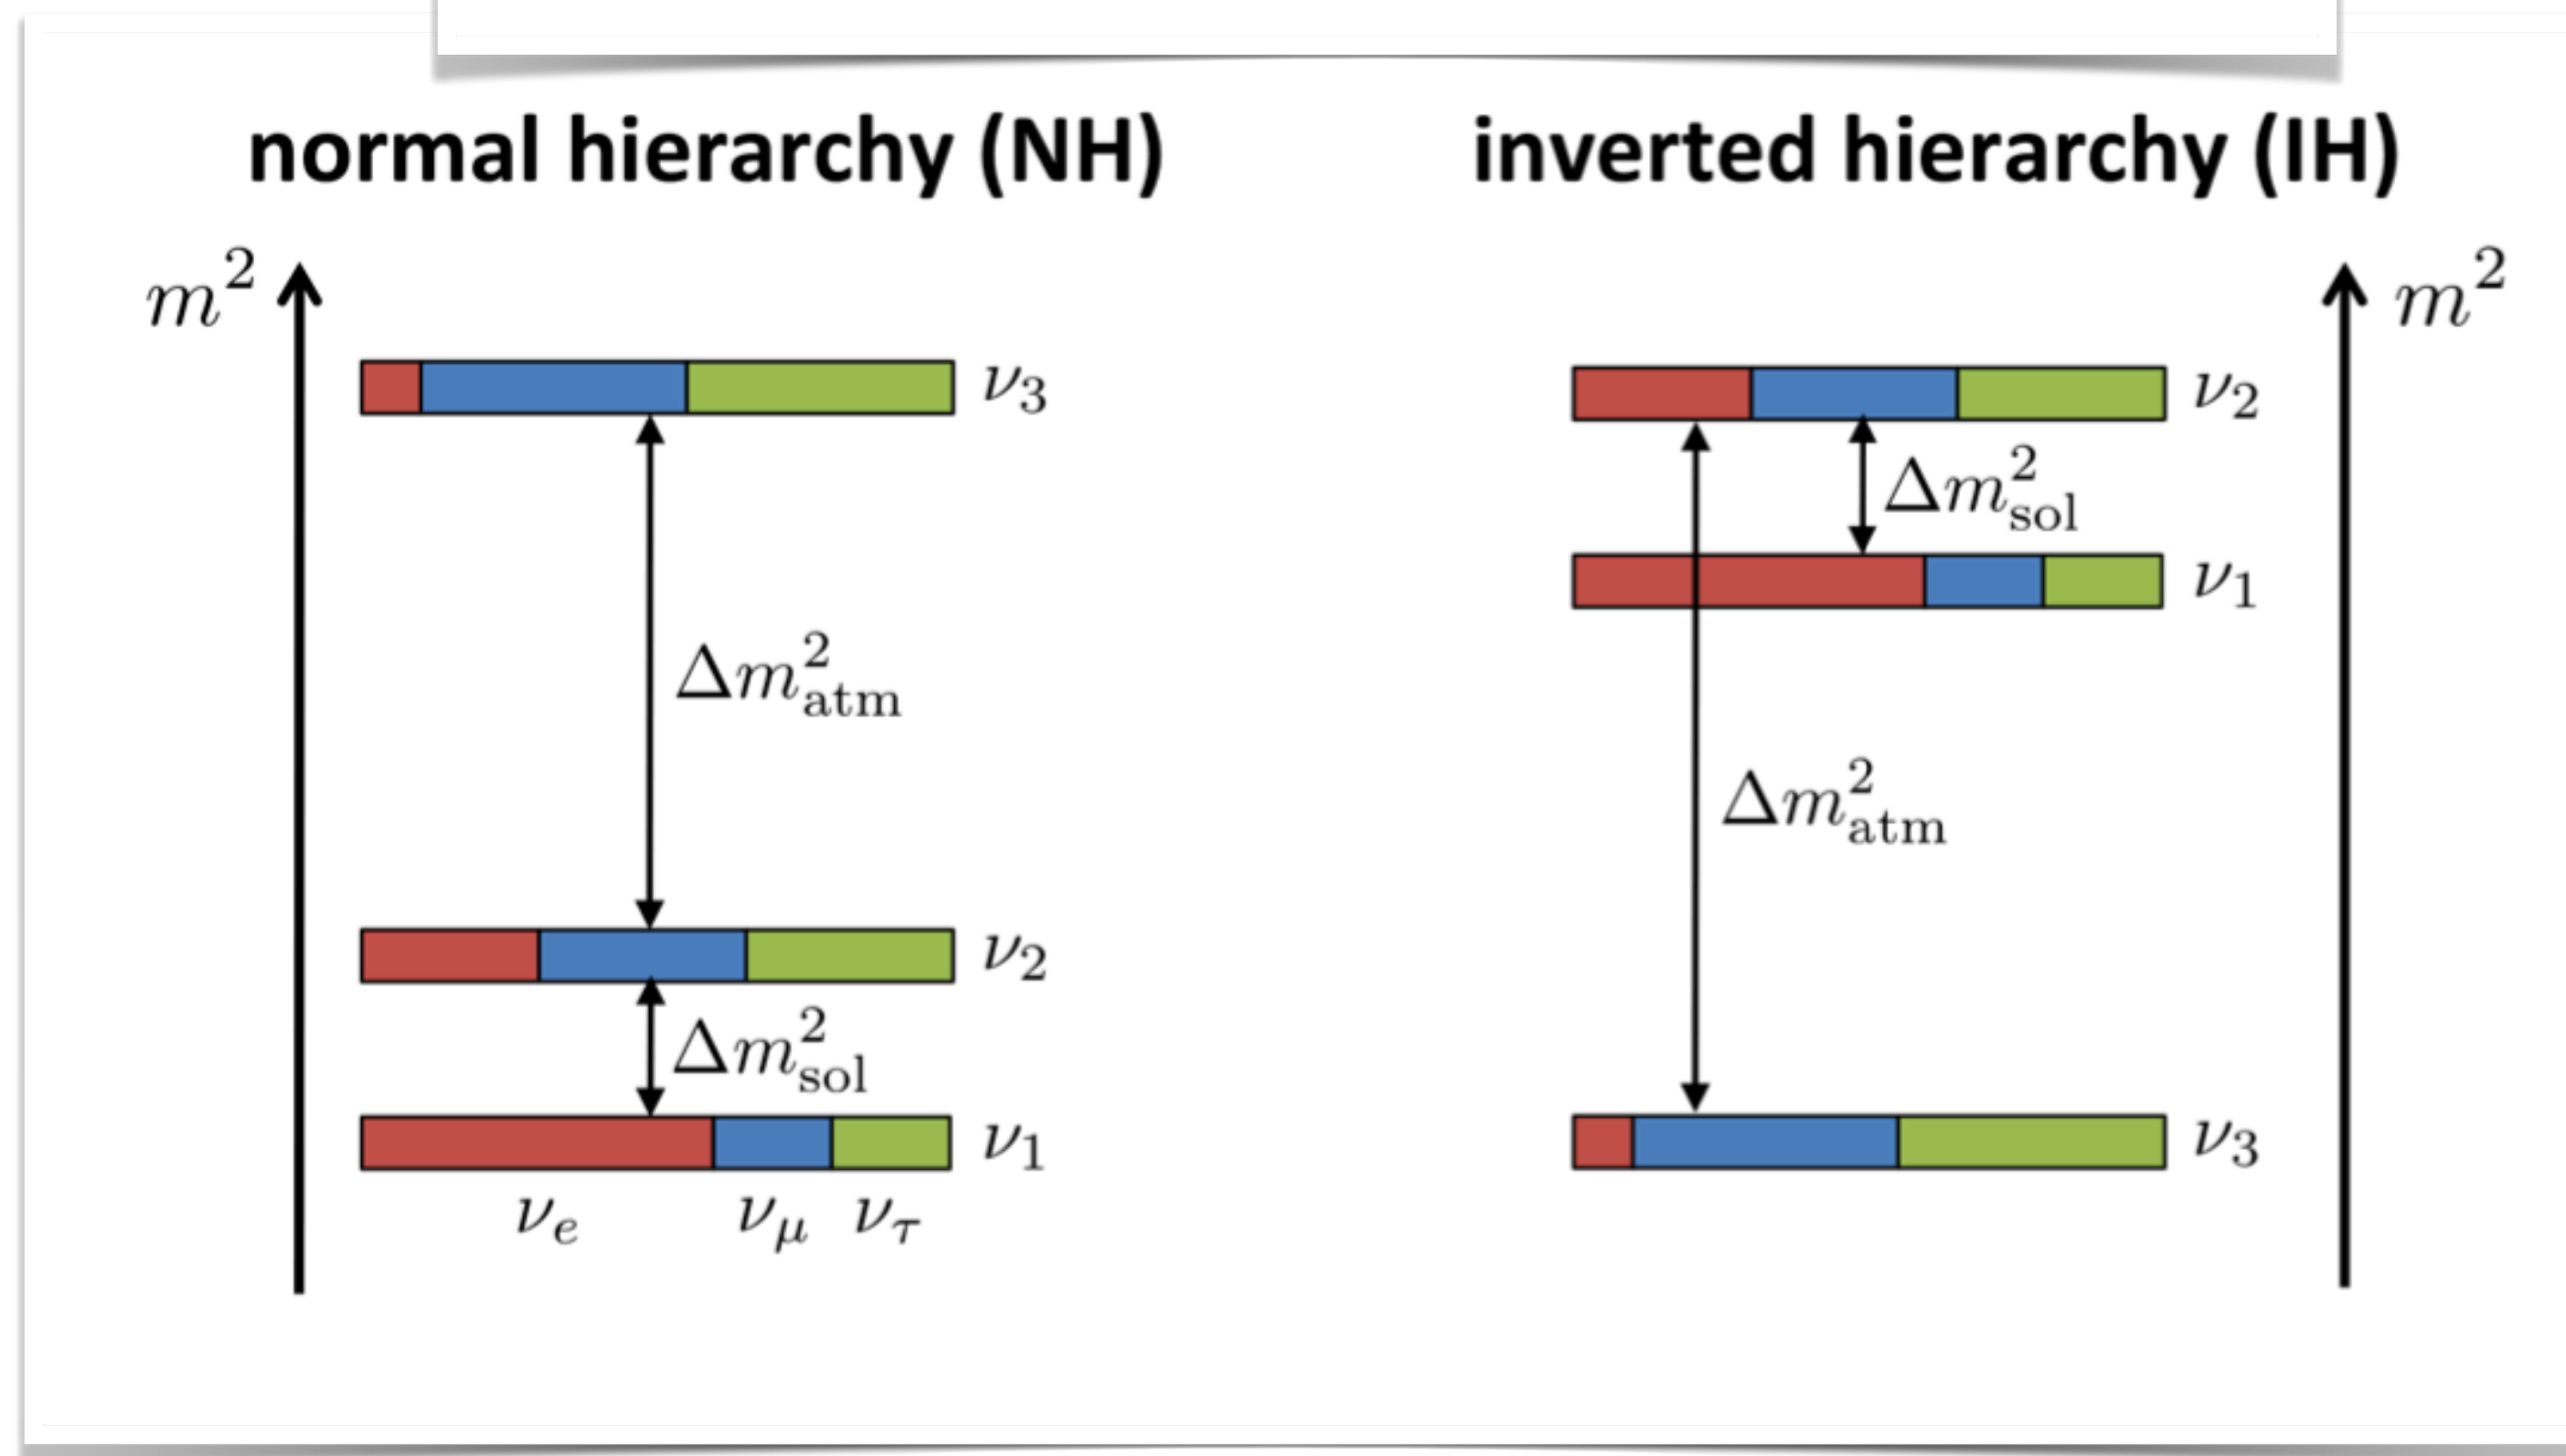 normal hierarchy (NH)
m²
ν₃
Δm²atm
ν₂
Δm²sol
ν₁
νe νμ ντ
inverted hierarchy (IH)
m²
ν₂
Δm²sol
ν₁
Δm²atm
ν₃